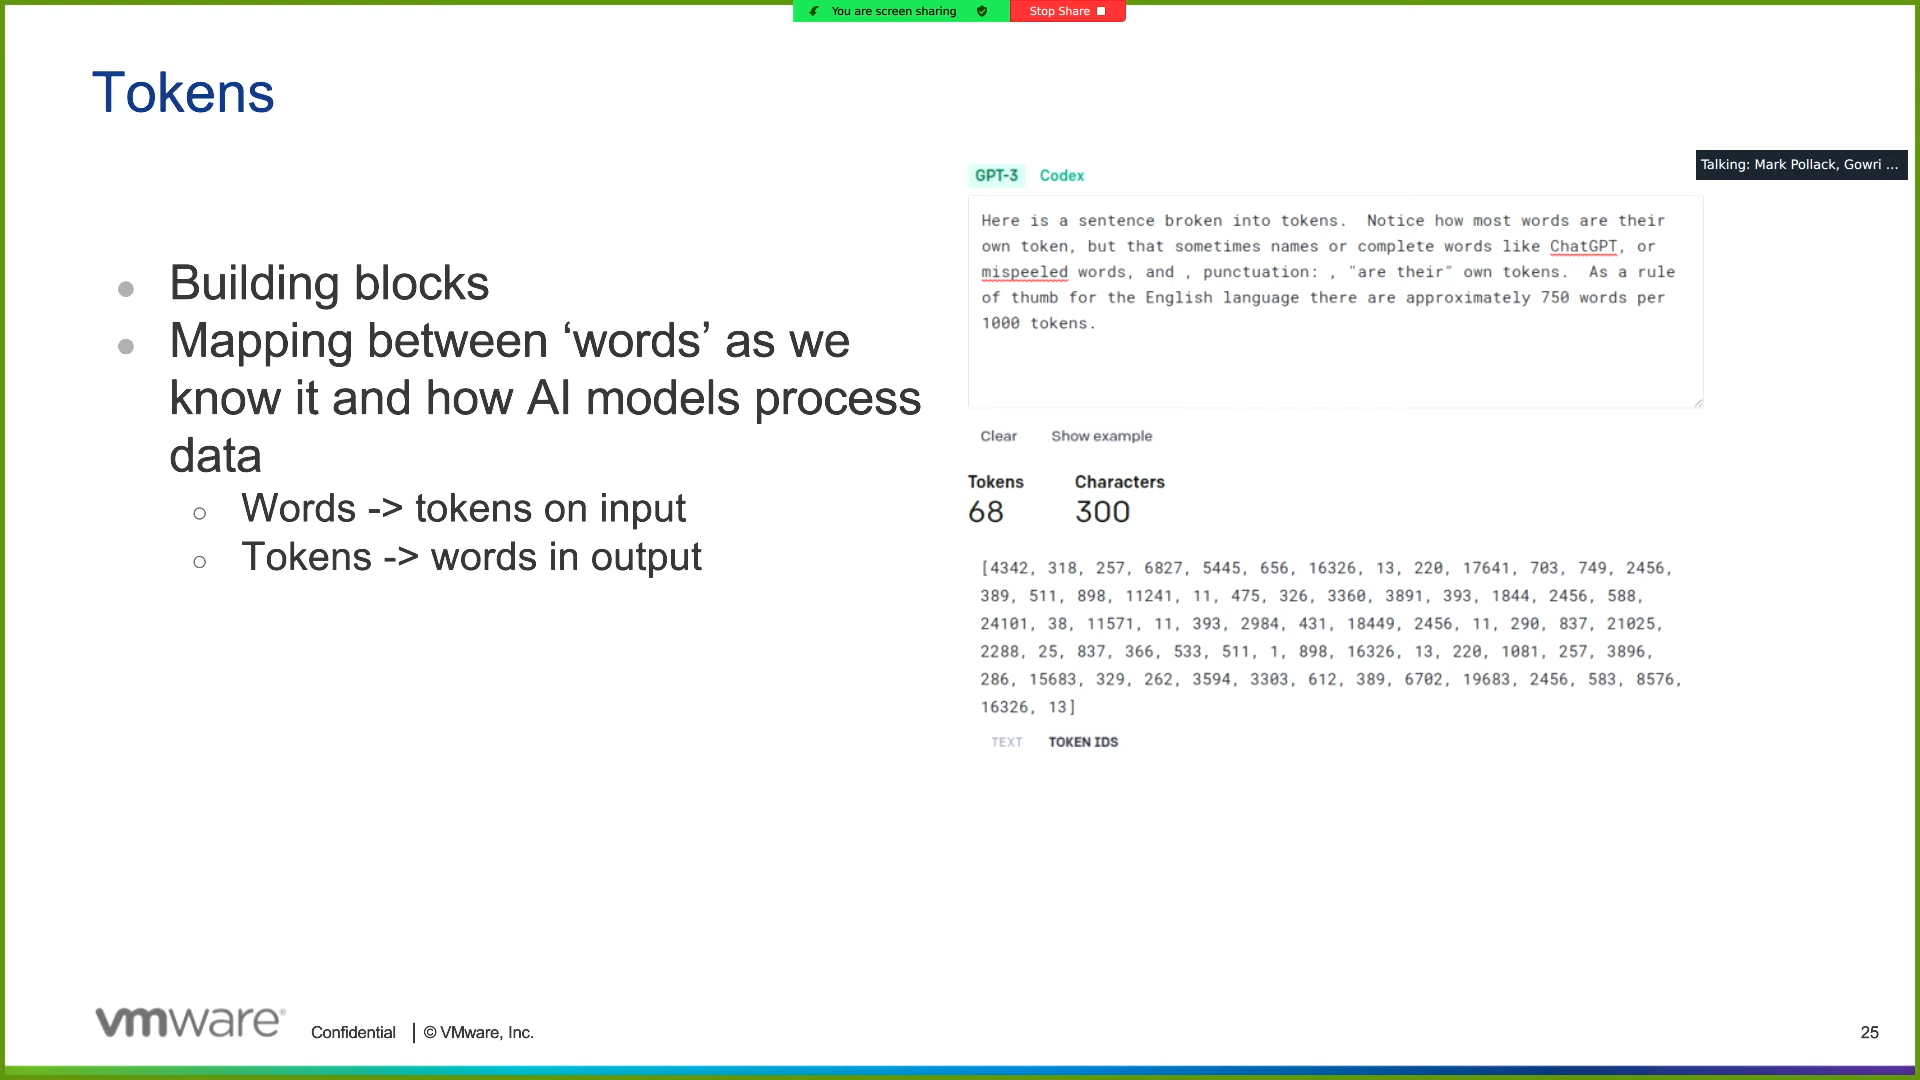 You are screen sharing
Stop Share
Tokens
Talking: Mark Pollack, Gowri ...
● Building blocks
● Mapping between ‘words’ as we
know it and how AI models process
data
○ Words -> tokens on input
○ Tokens -> words in output
GPT-3 Codex
Here is a sentence broken into tokens.  Notice how most words are their
own token, but that sometimes names or complete words like ChatGPT, or
mispeeled words, and , punctuation: , "are their" own tokens.  As a rule
of thumb for the English language there are approximately 750 words per
1000 tokens.
Clear Show example
Tokens Characters
68 300
[4342, 318, 257, 6827, 5445, 656, 16326, 13, 220, 17641, 703, 749, 2456,
389, 511, 898, 11241, 11, 475, 326, 3360, 3891, 393, 1844, 2456, 588,
24101, 38, 11571, 11, 393, 2984, 431, 18449, 2456, 11, 290, 837, 21025,
2288, 25, 837, 366, 533, 511, 1, 898, 16326, 13, 220, 1081, 257, 3896,
286, 15683, 329, 262, 3594, 3303, 612, 389, 6702, 19683, 2456, 583, 8576,
16326, 13]
TEXT TOKEN IDS
vmware® Confidential | © VMware, Inc. 25